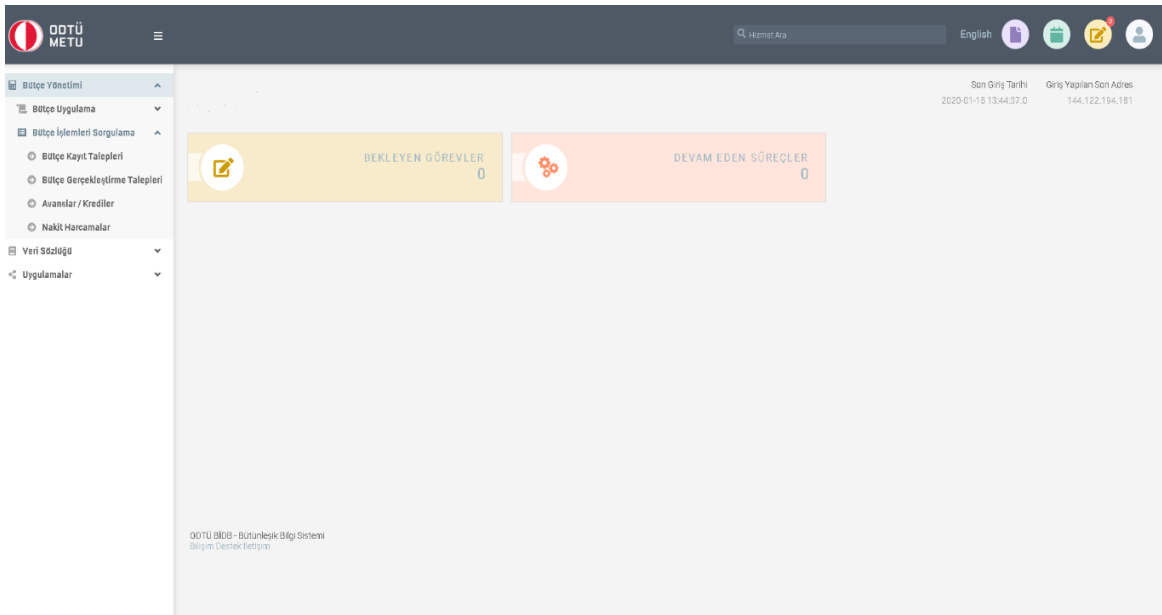 ODTÜ
METU
Hizmet Ara
English
Bütçe Yönetimi
Bütçe Uygulama
Bütçe İşlemleri Sorgulama
Bütçe Kayıt Talepleri
Bütçe Gerçekleştirme Talepleri
Avanslar / Krediler
Nakit Harcamalar
Veri Sözlüğü
Uygulamalar
Son Giriş Tarihi
2020-01-15 13:44:37.0
Giriş Yapılan Son Adres
144.122.194.181
BEKLEYEN GÖREVLER
0
DEVAM EDEN SÜREÇLER
0
ODTÜ BİDB - Bütünleşik Bilgi Sistemi
Bilişim Destek İletişim